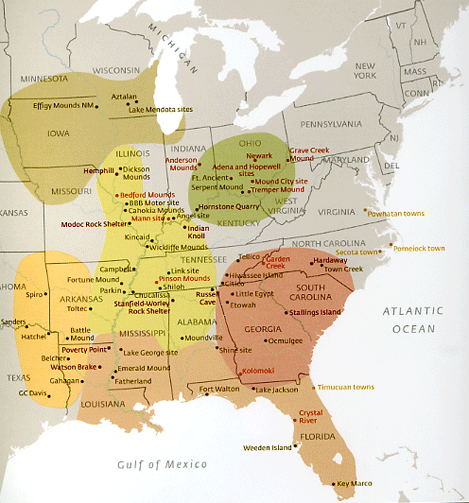 MICHIGAN
VT
NH
MINNESOTA
WISCONSIN
NEW
YORK
MASS
RI
CONN
Aztalan
Effigy Mounds NM
Lake Mendota sites
IOWA
PENNSYLVANIA
NJ
ILLINOIS
INDIANA
OHIO
Newark
Grave Creek
Mound
MARYLAND
DEL
Anderson
Mounds
Adena and Hopewell
sites
Hemphill
Dickson
Mounds
Ft. Ancient
Mound City site
Serpent Mound
Tremper Mound
MISSOURI
Bedford Mounds
BBB Motor site
Cahokia Mounds
Mann site
Angel site
Hornstone Quarry
WEST
VIRGINIA
VIRGINIA
Powhatan towns
KANSAS
Modoc Rock Shelter
Indian
Knoll
KENTUCKY
Kincaid
Wickliffe Mounds
NORTH CAROLINA
Secota town
Pomeiock town
TENNESSEE
Tellico
Garden
Creek
Hardaway
Town Creek
Campbell
Link site
Hiwassee Island
Fortune Mound
Pinson Mounds
Citico
Shiloh
Parkin
Chucalissa
Russell
Cave
Little Egypt
Etowah
SOUTH
CAROLINA
OKLAHOMA
Spiro
ARKANSAS
Toltec
Stanfield-Worley
Rock Shelter
Stallings Island
ALABAMA
GEORGIA
ATLANTIC
OCEAN
Sanders
Hatchel
Battle
Mound
MISSISSIPPI
Moundville
Ocmulgee
Belcher
Poverty Point
Lake George site
Shine site
TEXAS
Watson Brake
Gahagan
Emerald Mound
Fatherland
Kolomoki
GC Davis
Fort Walton
Lake Jackson
Timucuan towns
LOUISIANA
Crystal
River
FLORIDA
Weeden Island
Gulf of Mexico
Key Marco